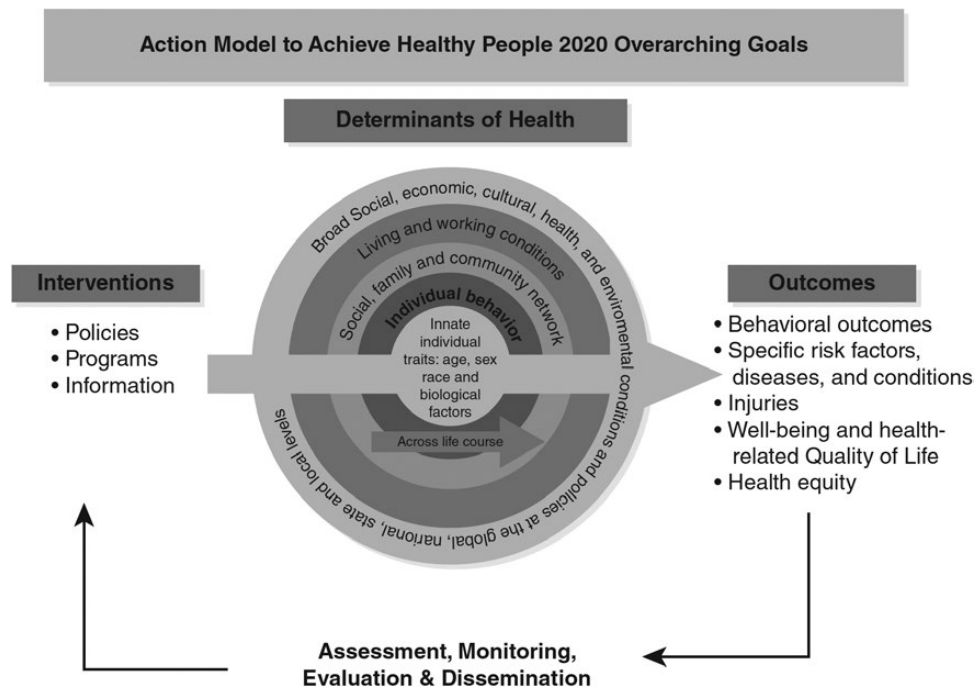 Action Model to Achieve Healthy People 2020 Overarching Goals
Determinants of Health
Broad Social, economic, cultural, health, and enviromental conditions and policies at the global, national, state and local levels
Living and working conditions
Social, family and community network
Individual behavior
Innate
individual
traits: age, sex
race and
biological
factors
Across life course
Interventions
• Policies
• Programs
• Information
Outcomes
• Behavioral outcomes
• Specific risk factors,
diseases, and conditions
• Injuries
• Well-being and health-
related Quality of Life
• Health equity
Assessment, Monitoring,
Evaluation & Dissemination